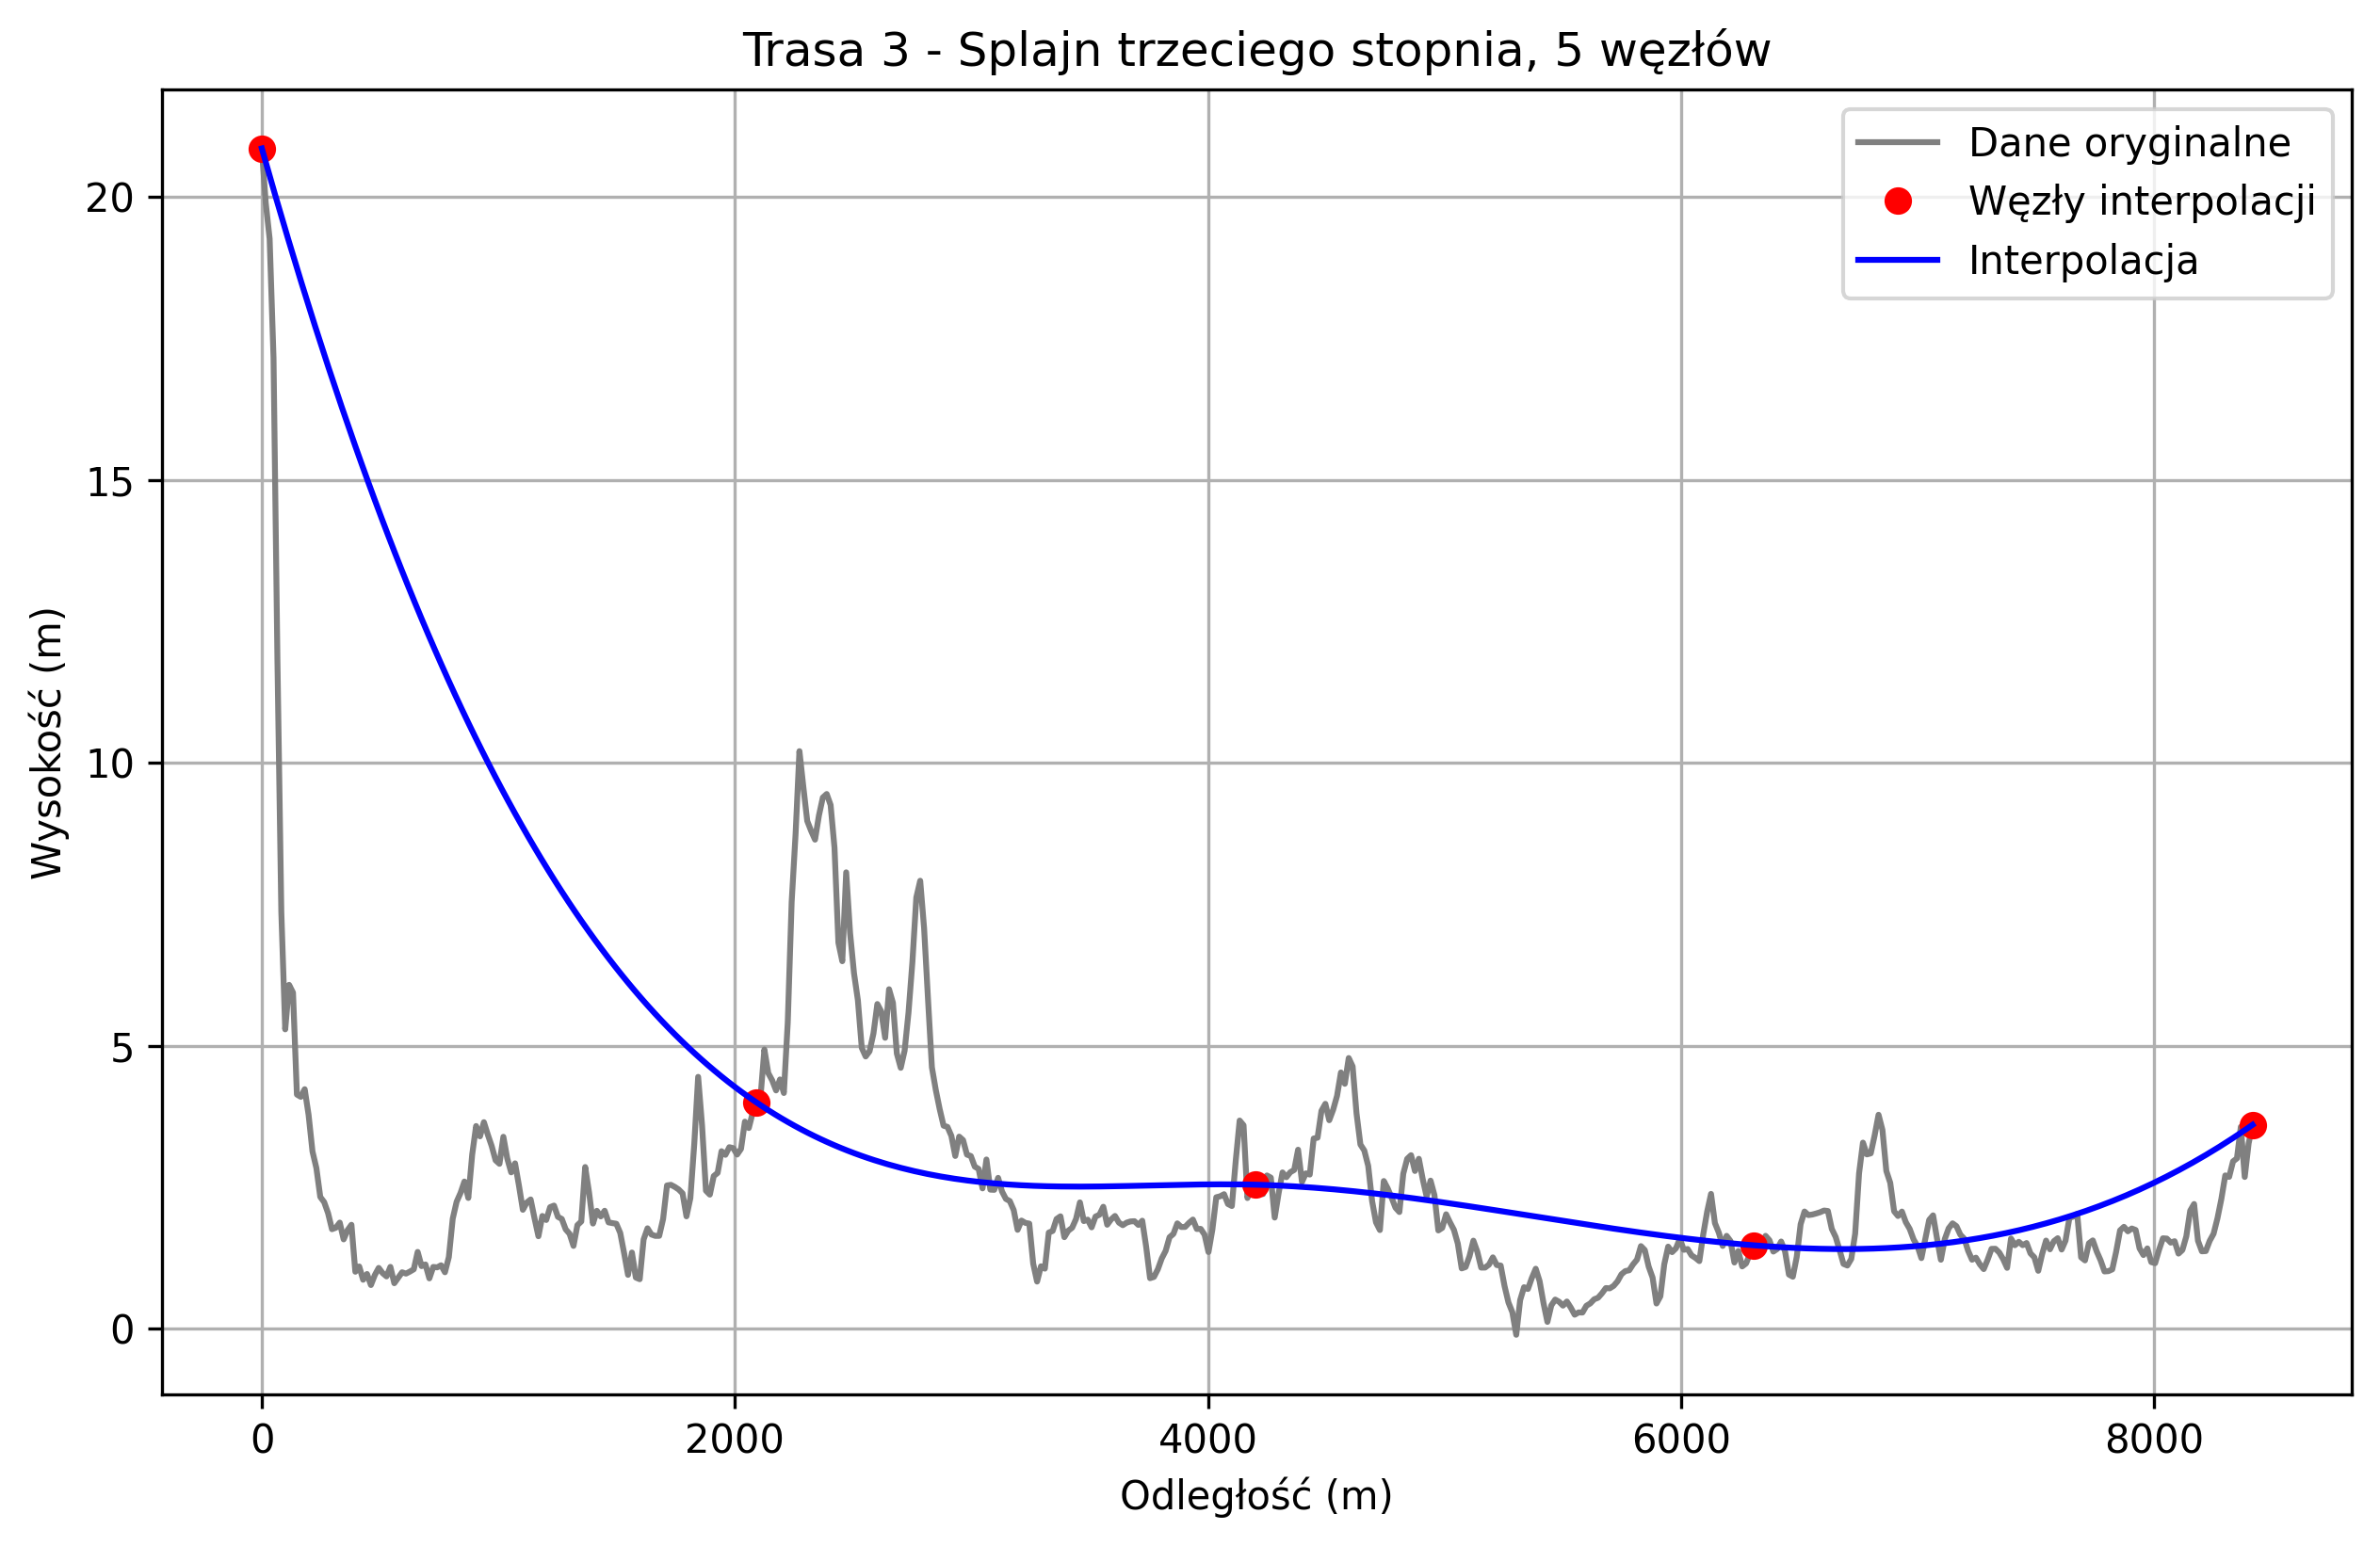 Trasa 3 - Splajn trzeciego stopnia, 5 węzłów
Dane oryginalne
Węzły interpolacji
Interpolacja
Wysokość (m)
20
15
10
5
0
0
2000
4000
6000
8000
Odległość (m)